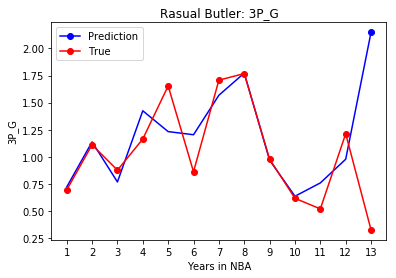 Rasual Butler: 3P_G
Prediction
True
3P_G
2.00
1.75
1.50
1.25
1.00
0.75
0.50
0.25
1 2 3 4 5 6 7 8 9 10 11 12 13
Years in NBA